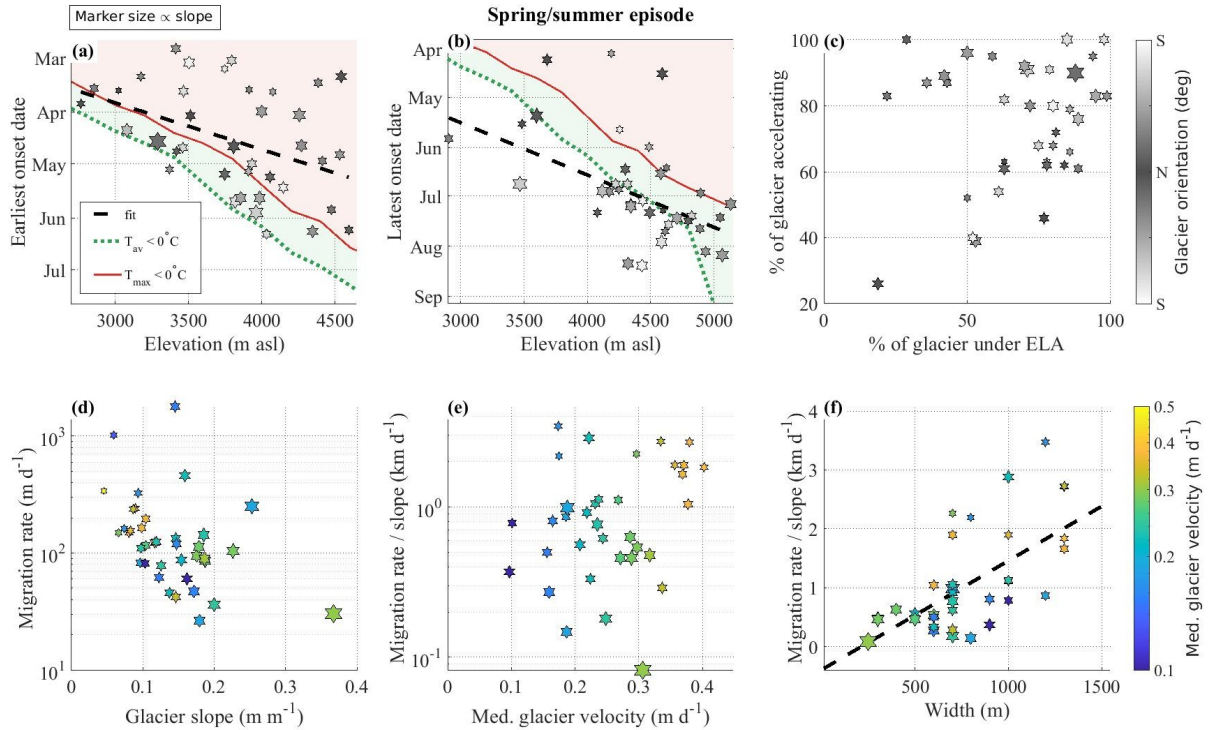 Marker size ∝ slope
Spring/summer episode
(a)
Earliest onset date
Mar
Apr
May
Jun
Jul
fit
T_av < 0°C
T_max < 0°C
3000 3500 4000 4500
Elevation (m asl)
(b)
Latest onset date
Apr
May
Jun
Jul
Aug
Sep
3000 3500 4000 4500 5000
Elevation (m asl)
(c)
% of glacier accelerating
100
80
60
40
20
0 50 100
% of glacier under ELA
S
N
S
Glacier orientation (deg)
(d)
Migration rate (m d⁻¹)
10³
10²
10¹
0 0.1 0.2 0.3 0.4
Glacier slope (m m⁻¹)
(e)
Migration rate / slope (km d⁻¹)
10⁰
10⁻¹
0 0.1 0.2 0.3 0.4
Med. glacier velocity (m d⁻¹)
(f)
Migration rate / slope (km d⁻¹)
4
3
2
1
0
500 1000 1500
Width (m)
0.5
0.4
0.3
0.2
0.1
Med. glacier velocity (m d⁻¹)